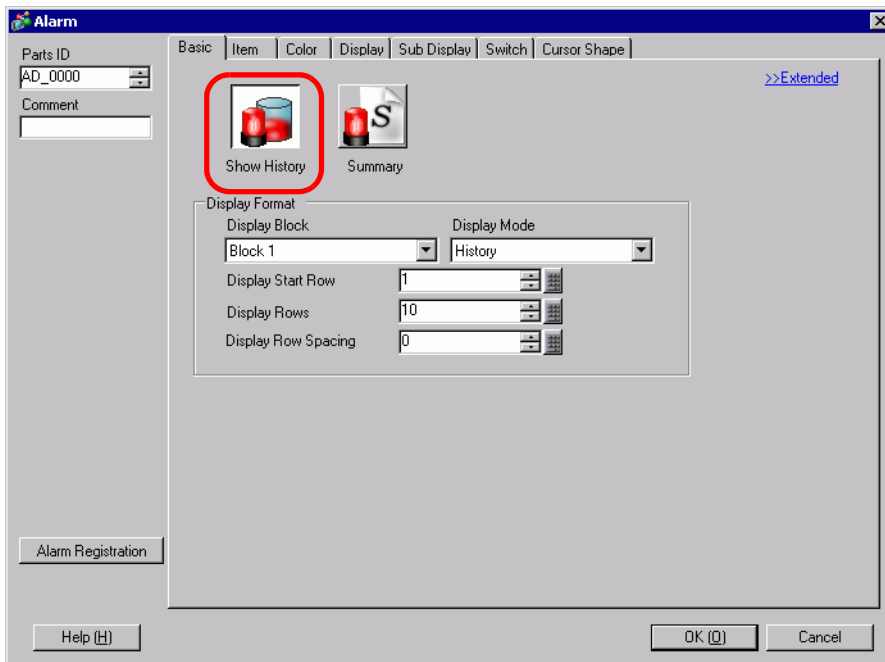 Alarm
Parts ID
AD_0000
Comment
Basic
Item
Color
Display
Sub Display
Switch
Cursor Shape
>>Extended
S
Show History
Summary
Display Format
Display Block
Display Mode
Block 1
History
Display Start Row
1
Display Rows
10
Display Row Spacing
0
Alarm Registration
Help (H)
OK (O)
Cancel